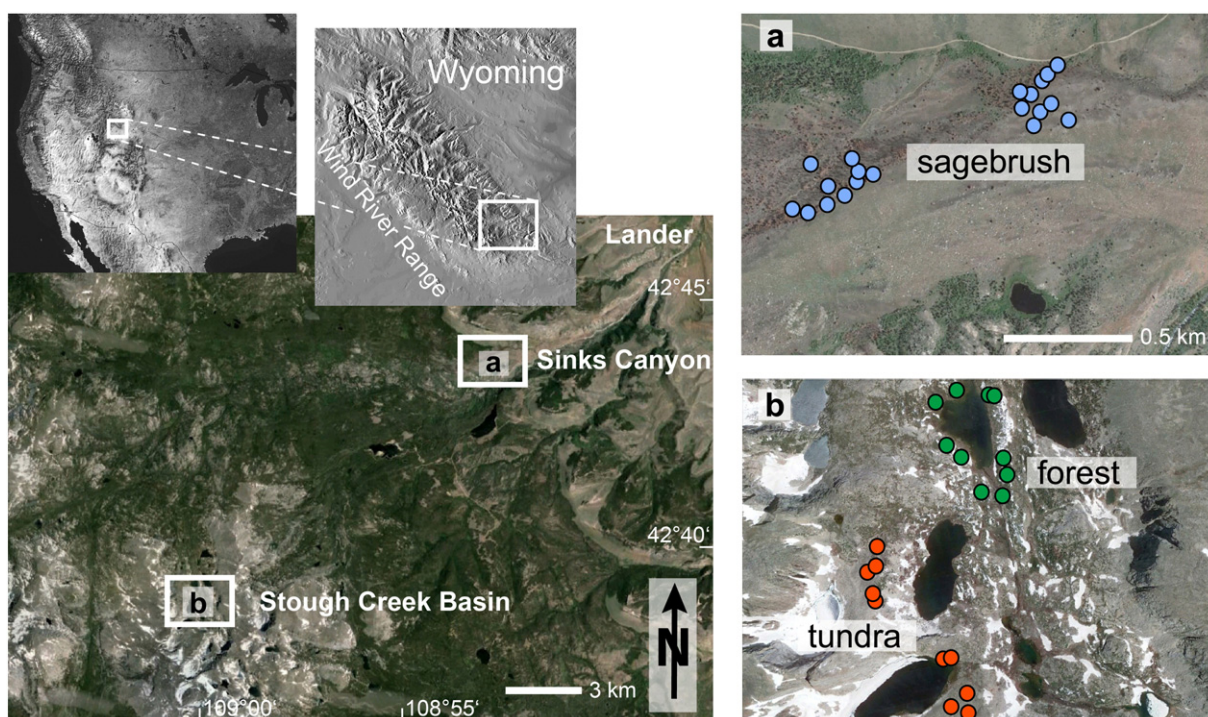 Wyoming
Wind River Range
Lander
42°45‘
a
Sinks Canyon
42°40‘
b
Stough Creek Basin
N
3 km
109°00‘
108°55‘
a
sagebrush
0.5 km
b
forest
tundra